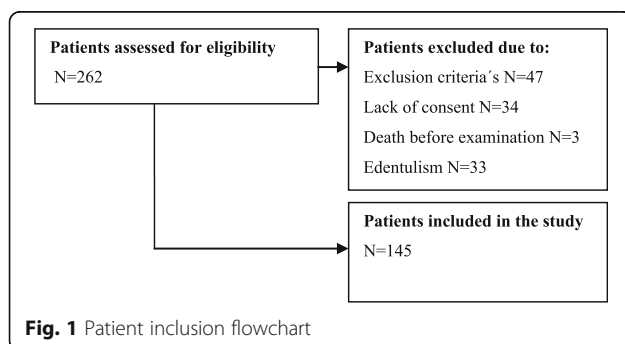 Patients assessed for eligibility
N=262
Patients excluded due to:
Exclusion criteria´s N=47
Lack of consent N=34
Death before examination N=3
Edentulism N=33
Patients included in the study
N=145
Fig. 1 Patient inclusion flowchart